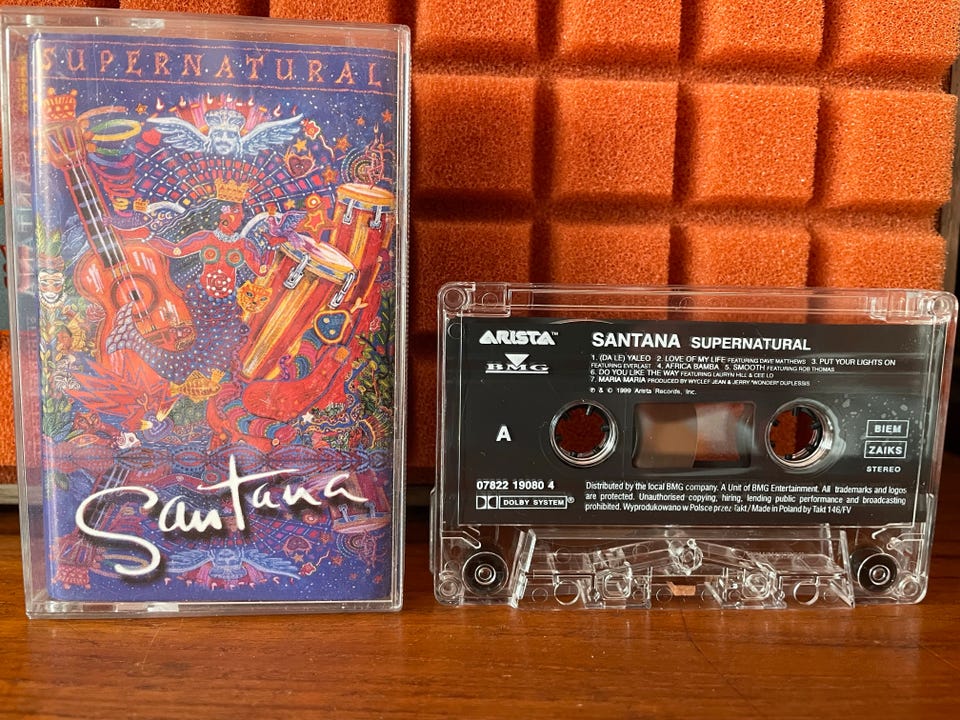 SUPERNATURAL
Santana
ARISTA™
BMG
SANTANA SUPERNATURAL
1. (DA LE) YALEO 2. LOVE OF MY LIFE FEATURING DAVE MATTHEWS 3. PUT YOUR LIGHTS ON
FEATURING EVERLAST 4. AFRICA BAMBA 5. SMOOTH FEATURING ROB THOMAS
6. DO YOU LIKE THE WAY FEATURING LAURYN HILL & CEE LO
7. MARIA MARIA PRODUCED BY WYCLEF JEAN & JERRY "WONDER" DUPLESSIS
℗ & © 1999 Arista Records, Inc.
A
BIEM
ZAIKS
STEREO
07822 19080 4
DOLBY SYSTEM®
Distributed by the local BMG company. A Unit of BMG Entertainment. All trademarks and logos
are protected. Unauthorised copying, hiring, lending public performance and broadcasting
prohibited. Wyprodukowano w Polsce przez Takt / Made in Poland by Takt 146/FV